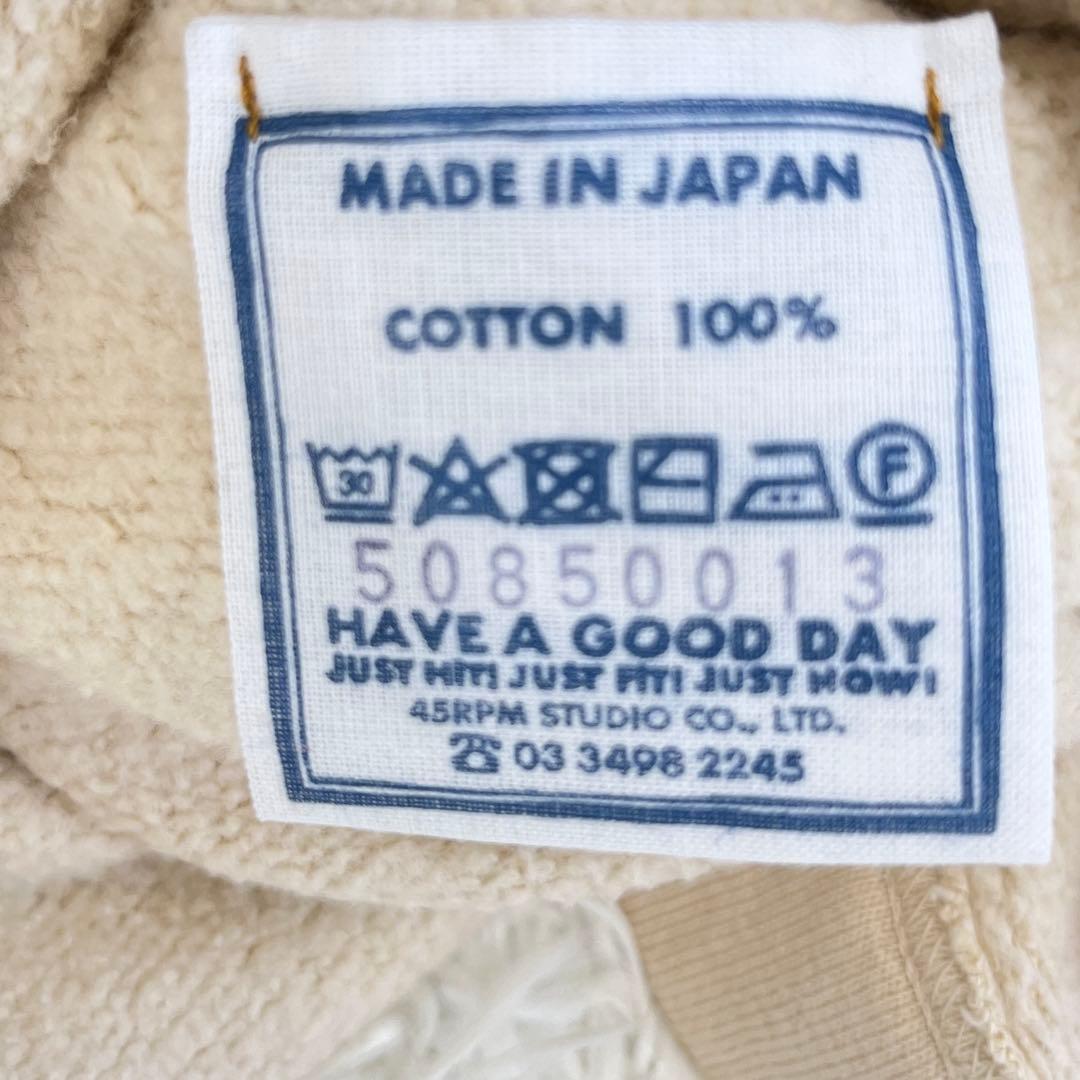 MADE IN JAPAN
COTTON 100%
30 F
50850013
HAVE A GOOD DAY
JUST HIT! JUST FIT! JUST NOW!
45RPM STUDIO CO., LTD.
☎ 03 3498 2245